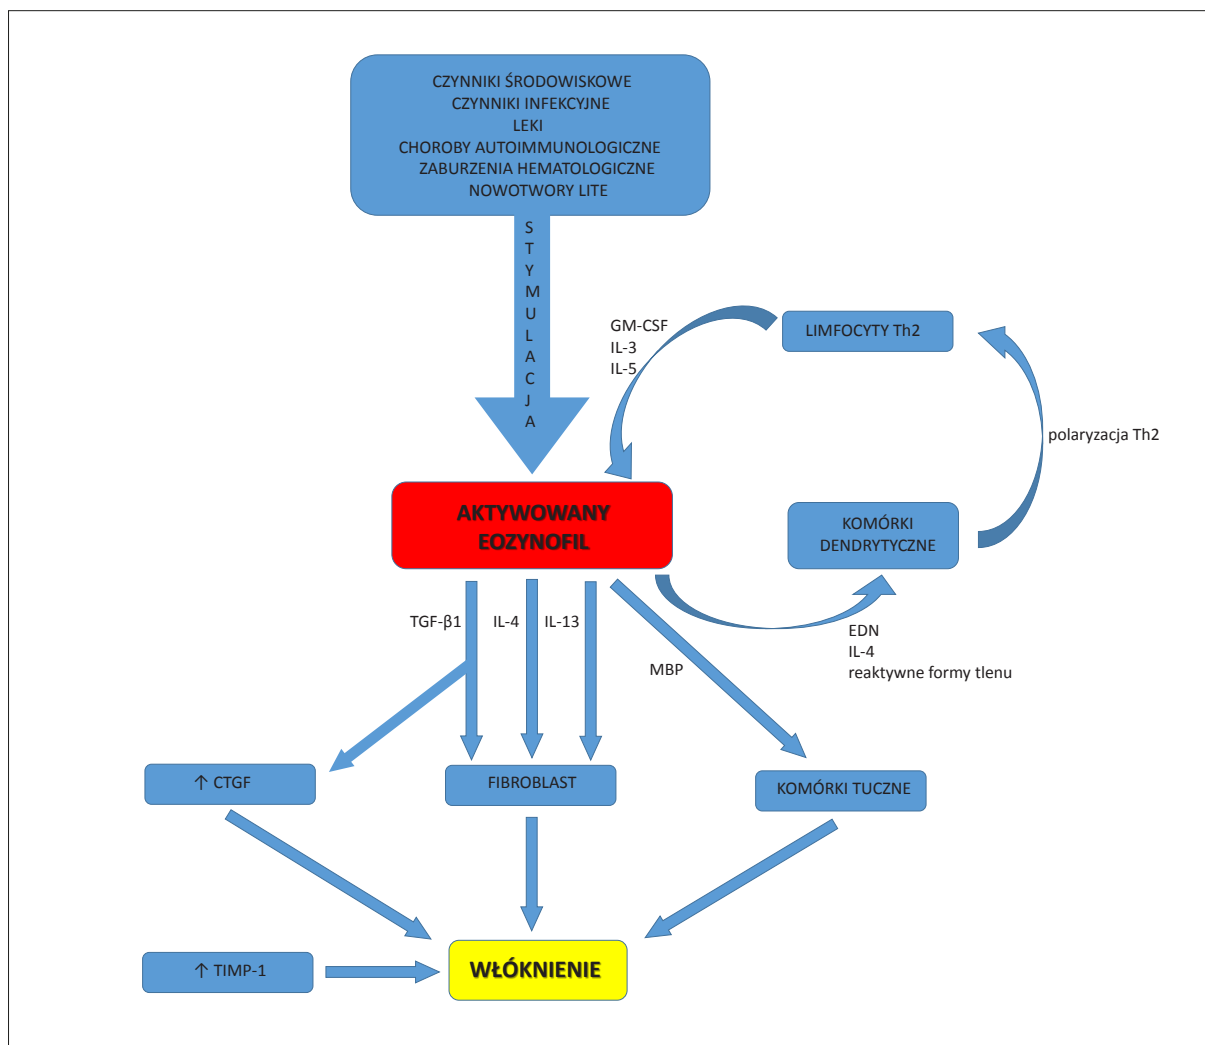 CZYNNIKI ŚRODOWISKOWE
CZYNNIKI INFEKCYJNE
LEKI
CHOROBY AUTOIMMUNOLOGICZNE
ZABURZENIA HEMATOLOGICZNE
NOWOTWORY LITE
S
T
Y
M
U
L
A
C
J
A
GM-CSF
IL-3
IL-5
LIMFOCYTY Th2
polaryzacja Th2
AKTYWOWANY
EOZYNOFIL
KOMÓRKI
DENDRYTYCZNE
TGF-β1
IL-4
IL-13
MBP
EDN
IL-4
reaktywne formy tlenu
↑ CTGF
FIBROBLAST
KOMÓRKI TUCZNE
↑ TIMP-1
WŁÓKNIENIE